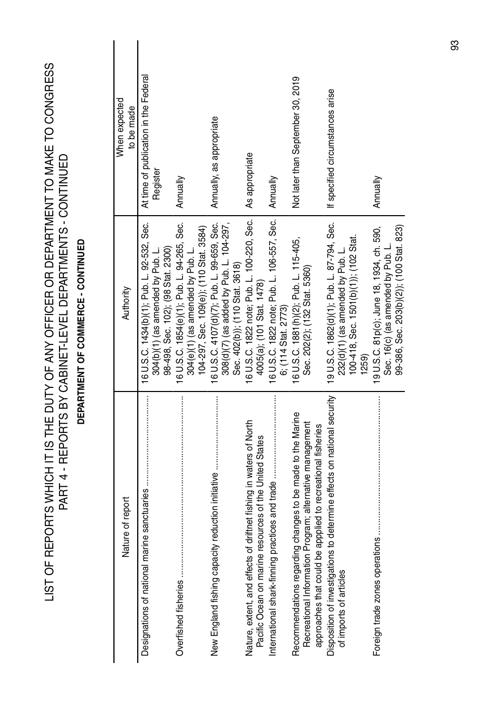 LIST OF REPORTS WHICH IT IS THE DUTY OF ANY OFFICER OR DEPARTMENT TO MAKE TO CONGRESS
PART 4 - REPORTS BY CABINET-LEVEL DEPARTMENTS - CONTINUED
DEPARTMENT OF COMMERCE - CONTINUED
Nature of report
Authority
When expected
to be made
Designations of national marine sanctuaries
16 U.S.C. 1434(b)(1); Pub. L. 92-532, Sec.
304(b)(1) (as amended by Pub. L.
98-498, Sec. 102); (98 Stat. 2300)
At time of publication in the Federal
Register
Overfished fisheries
16 U.S.C. 1854(e)(1); Pub. L. 94-265, Sec.
304(e)(1) (as amended by Pub. L.
104-297, Sec. 109(e)); (110 Stat. 3584)
Annually
New England fishing capacity reduction initiative
16 U.S.C. 4107(d)(7); Pub. L. 99-659, Sec.
308(d)(7) (as added by Pub. L. 104-297,
Sec. 402(b)); (110 Stat. 3618)
Annually, as appropriate
Nature, extent, and effects of driftnet fishing in waters of North
Pacific Ocean on marine resources of the United States
16 U.S.C. 1822 note; Pub. L. 100-220, Sec.
4005(a); (101 Stat. 1478)
As appropriate
International shark-finning practices and trade
16 U.S.C. 1822 note; Pub. L. 106-557, Sec.
6; (114 Stat. 2773)
Annually
Recommendations regarding changes to be made to the Marine
Recreational Information Program; alternative management
approaches that could be appplied to recreational fisheries
16 U.S.C. 1881(h)(2); Pub. L. 115-405,
Sec. 202(2); (132 Stat. 5360)
Not later than September 30, 2019
Disposition of investigations to determine effects on national security
of imports of articles
19 U.S.C. 1862(d)(1); Pub. L. 87-794, Sec.
232(d)(1) (as amended by Pub. L.
100-418, Sec. 1501(b)(1)); (102 Stat.
1259)
If specified circumstances arise
Foreign trade zones operations
19 U.S.C. 81p(c); June 18, 1934, ch. 590,
Sec. 16(c) (as amended by Pub. L.
99-386, Sec. 203(b)(2)); (100 Stat. 823)
Annually
93